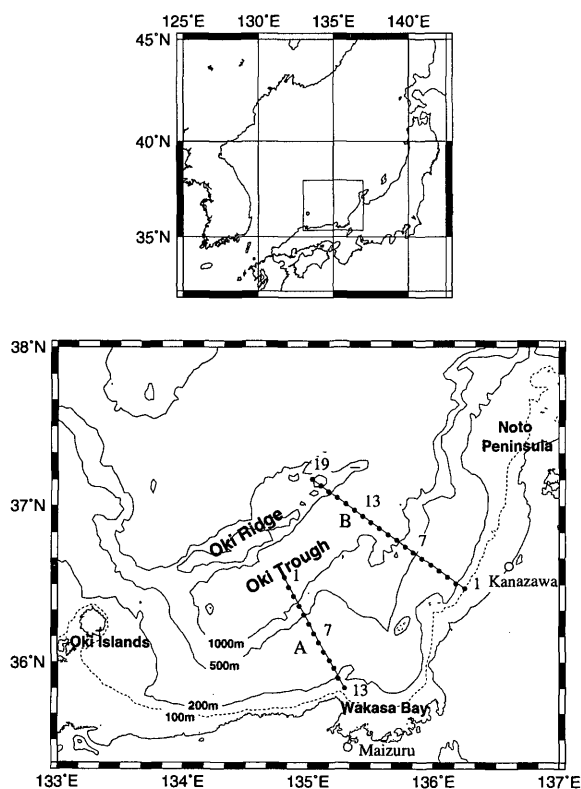 125˚E 130˚E 135˚E 140˚E
45˚N
40˚N
35˚N
38˚N
Noto
Peninsula
19
13
37˚N
B
7
Oki Ridge
Oki Trough
1
1
Kanazawa
7
1000m
A
Oki Islands
500m
36˚N
13
200m
100m
Wakasa Bay
Maizuru
133˚E 134˚E 135˚E 136˚E 137˚E